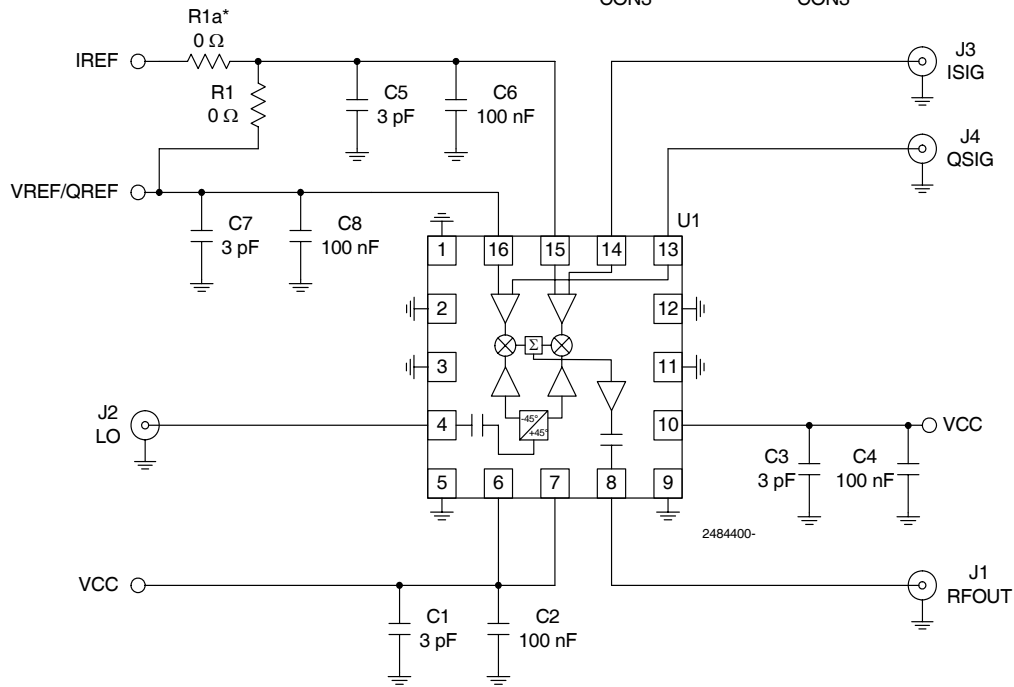 CON3 CON3
R1a*
0 Ω
IREF
R1
0 Ω
C5
3 pF
C6
100 nF
J3
ISIG
J4
QSIG
VREF/QREF
C7
3 pF
C8
100 nF
U1
1 16 15 14 13
2 12
Σ
3 11
J2
LO
4
-45°
+45°
10
VCC
C3
3 pF
C4
100 nF
5 6 7 8 9
2484400-
VCC
C1
3 pF
C2
100 nF
J1
RFOUT